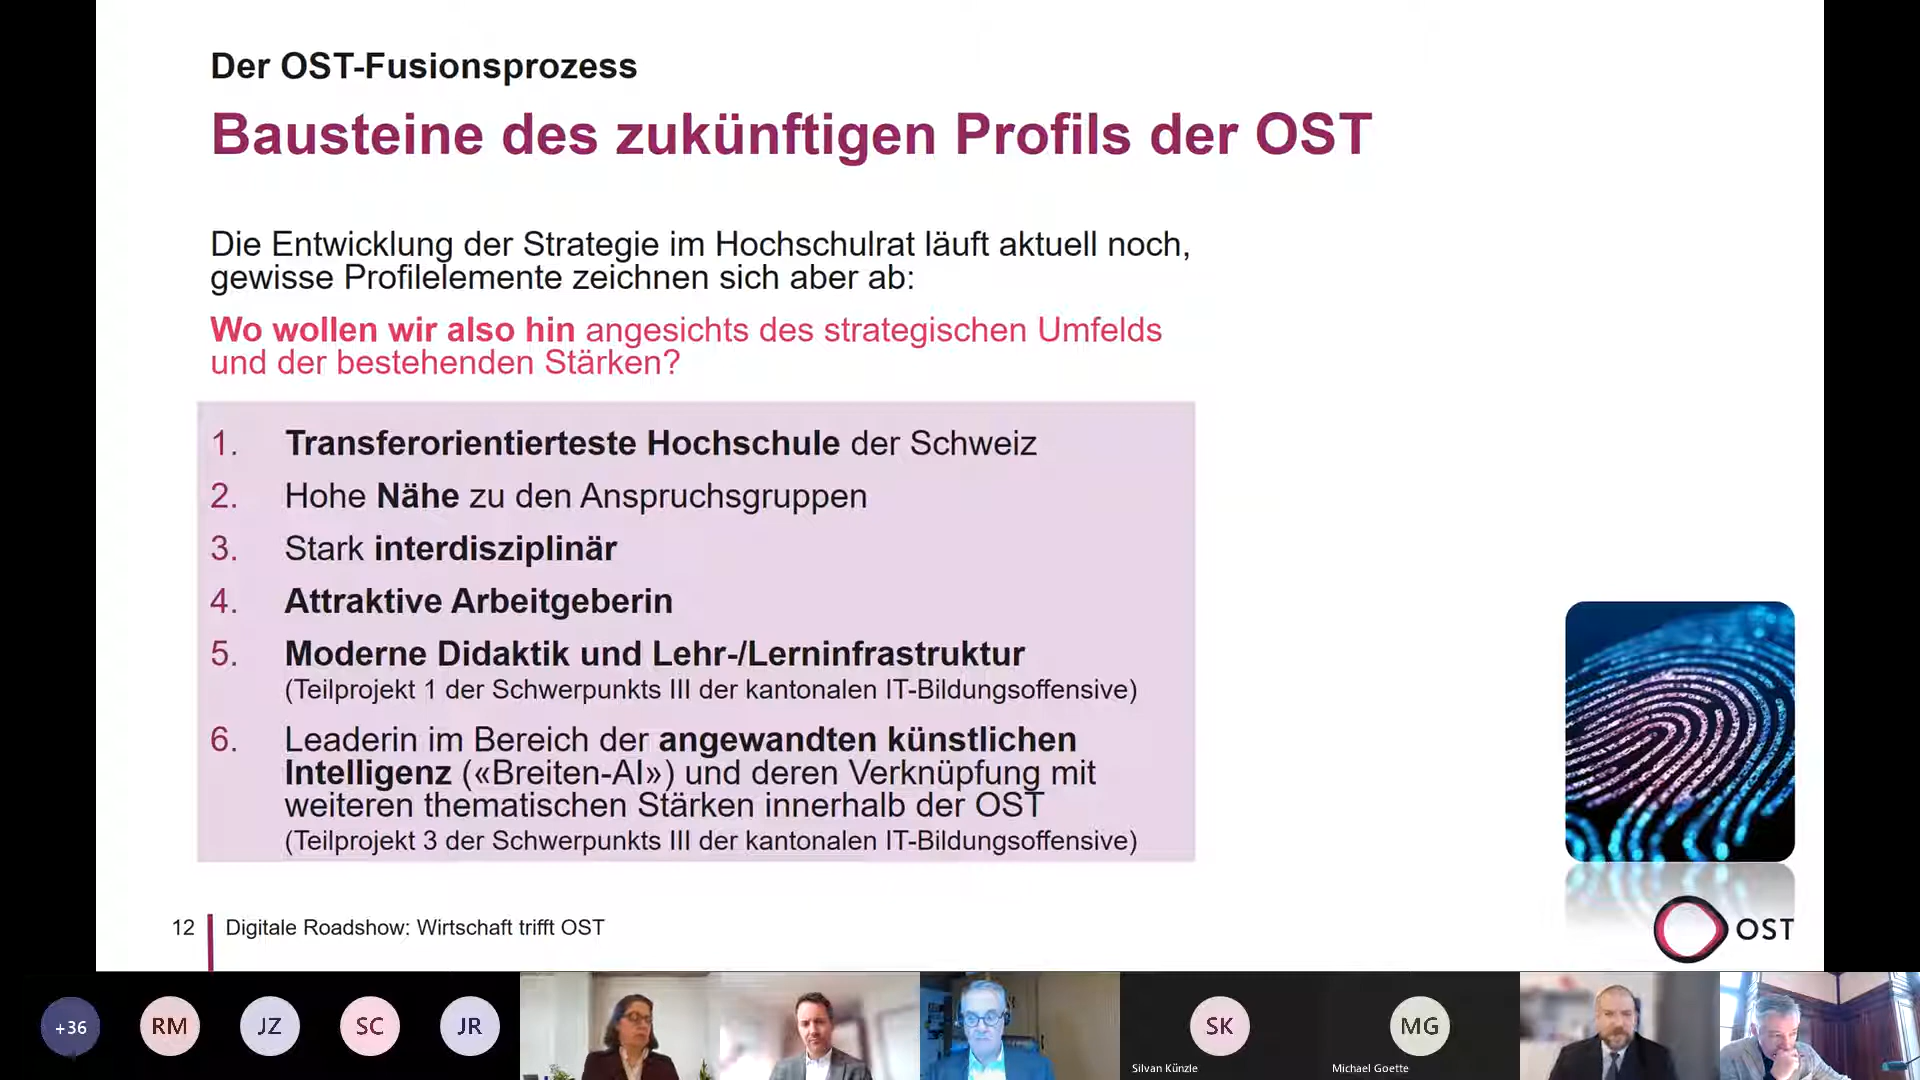 Der OST-Fusionsprozess
Bausteine des zukünftigen Profils der OST
Die Entwicklung der Strategie im Hochschulrat läuft aktuell noch,
gewisse Profilelemente zeichnen sich aber ab:
Wo wollen wir also hin angesichts des strategischen Umfelds
und der bestehenden Stärken?
1. Transferorientierteste Hochschule der Schweiz
2. Hohe Nähe zu den Anspruchsgruppen
3. Stark interdisziplinär
4. Attraktive Arbeitgeberin
5. Moderne Didaktik und Lehr-/Lerninfrastruktur
(Teilprojekt 1 der Schwerpunkts III der kantonalen IT-Bildungsoffensive)
6. Leaderin im Bereich der angewandten künstlichen
Intelligenz («Breiten-AI») und deren Verknüpfung mit
weiteren thematischen Stärken innerhalb der OST
(Teilprojekt 3 der Schwerpunkts III der kantonalen IT-Bildungsoffensive)
12 Digitale Roadshow: Wirtschaft trifft OST
OST
+36 RM JZ SC JR SK MG
Silvan Künzle Michael Goette